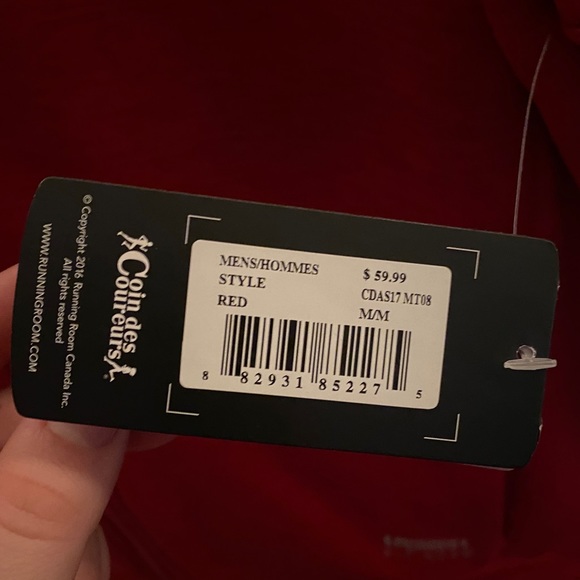 © Copyright 2016 Running Room Canada Inc.
All rights reserved
WWW.RUNNINGROOM.COM
Coin des
Coureurs
MENS/HOMMES
$ 59.99
STYLE
CDAS17 MT08
RED
M/M
8 82931 85227 5